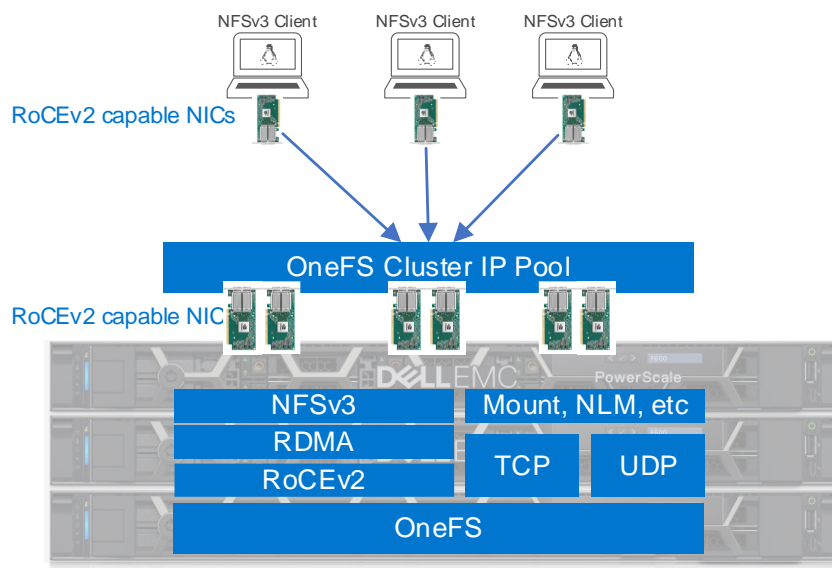 NFSv3 Client
NFSv3 Client
NFSv3 Client
RoCEv2 capable NICs
OneFS Cluster IP Pool
RoCEv2 capable NIC
DELLEMC
PowerScale
NFSv3
Mount, NLM, etc
RDMA
TCP
UDP
RoCEv2
OneFS